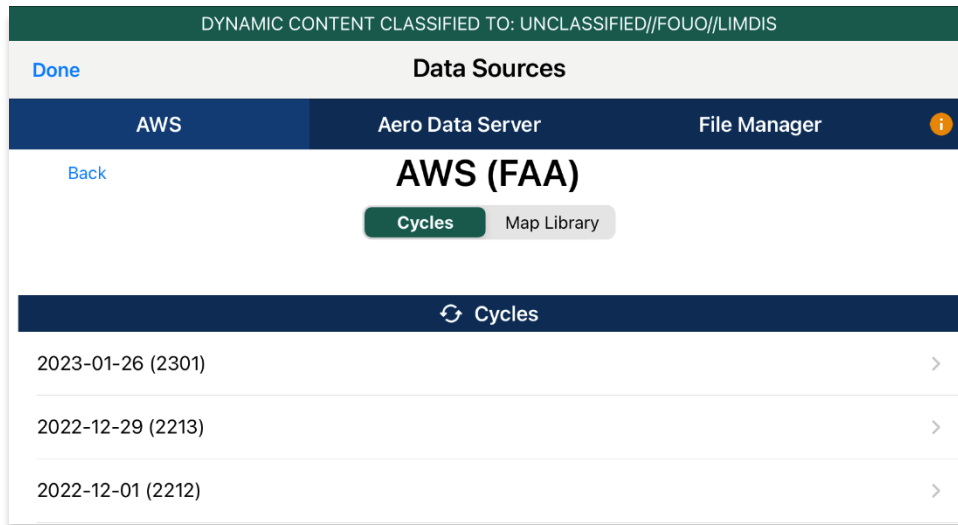 DYNAMIC CONTENT CLASSIFIED TO: UNCLASSIFIED//FOUO//LIMDIS
Done
Data Sources
AWS
Aero Data Server
File Manager
Back
AWS (FAA)
Cycles
Map Library
Cycles
2023-01-26 (2301)
2022-12-29 (2213)
2022-12-01 (2212)